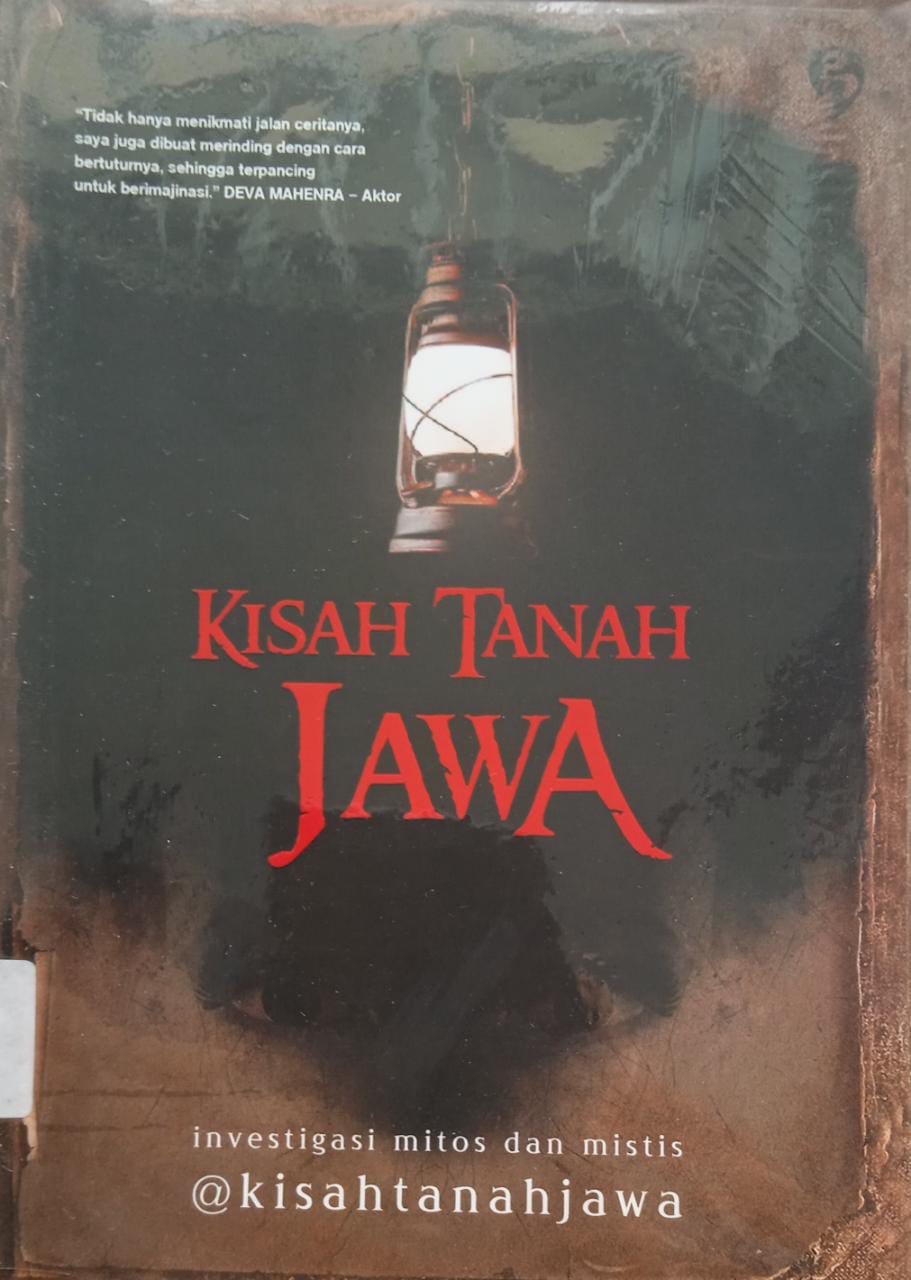 "Tidak hanya menikmati jalan ceritanya,
saya juga dibuat merinding dengan cara
bertuturnya, sehingga terpancing
untuk berimajinasi." DEVA MAHENRA – Aktor
KISAH TANAH
JAWA
investigasi mitos dan mistis
@kisahtanahjawa